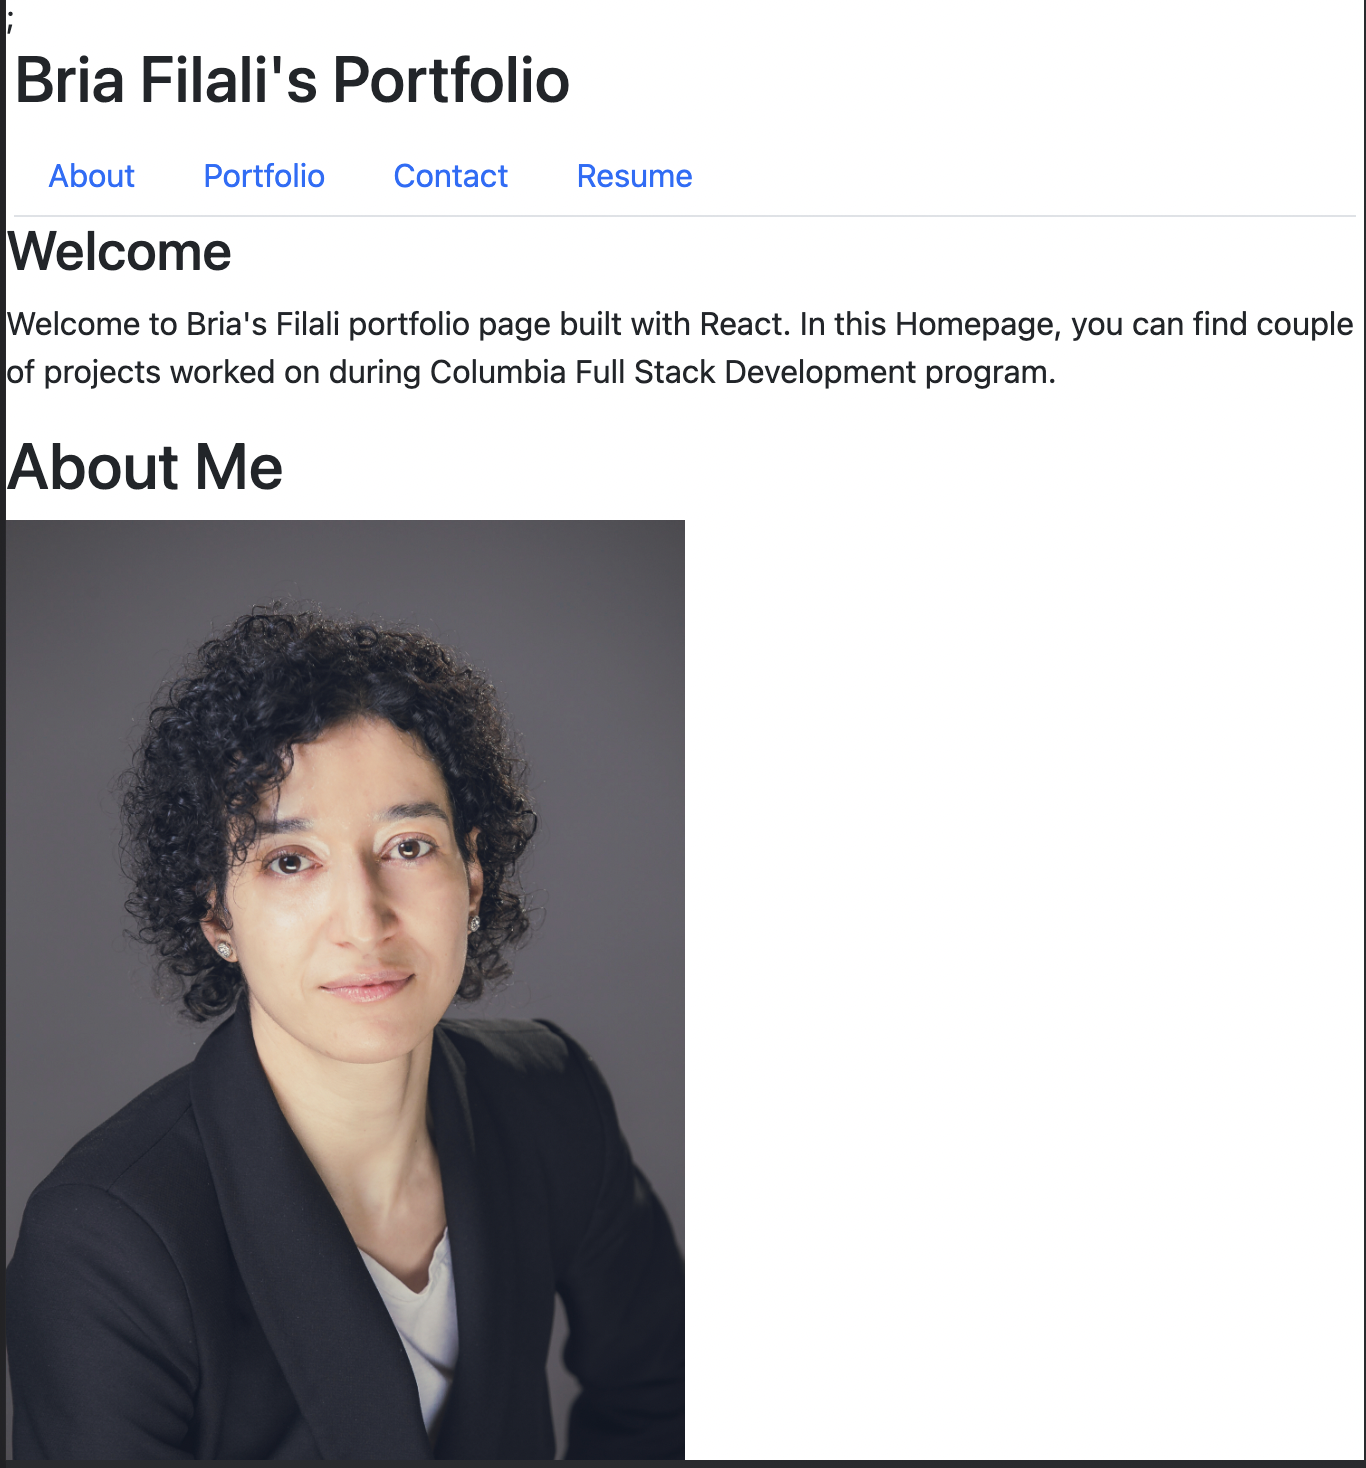 ;
Bria Filali's Portfolio
About Portfolio Contact Resume
Welcome
Welcome to Bria's Filali portfolio page built with React. In this Homepage, you can find couple
of projects worked on during Columbia Full Stack Development program.
About Me